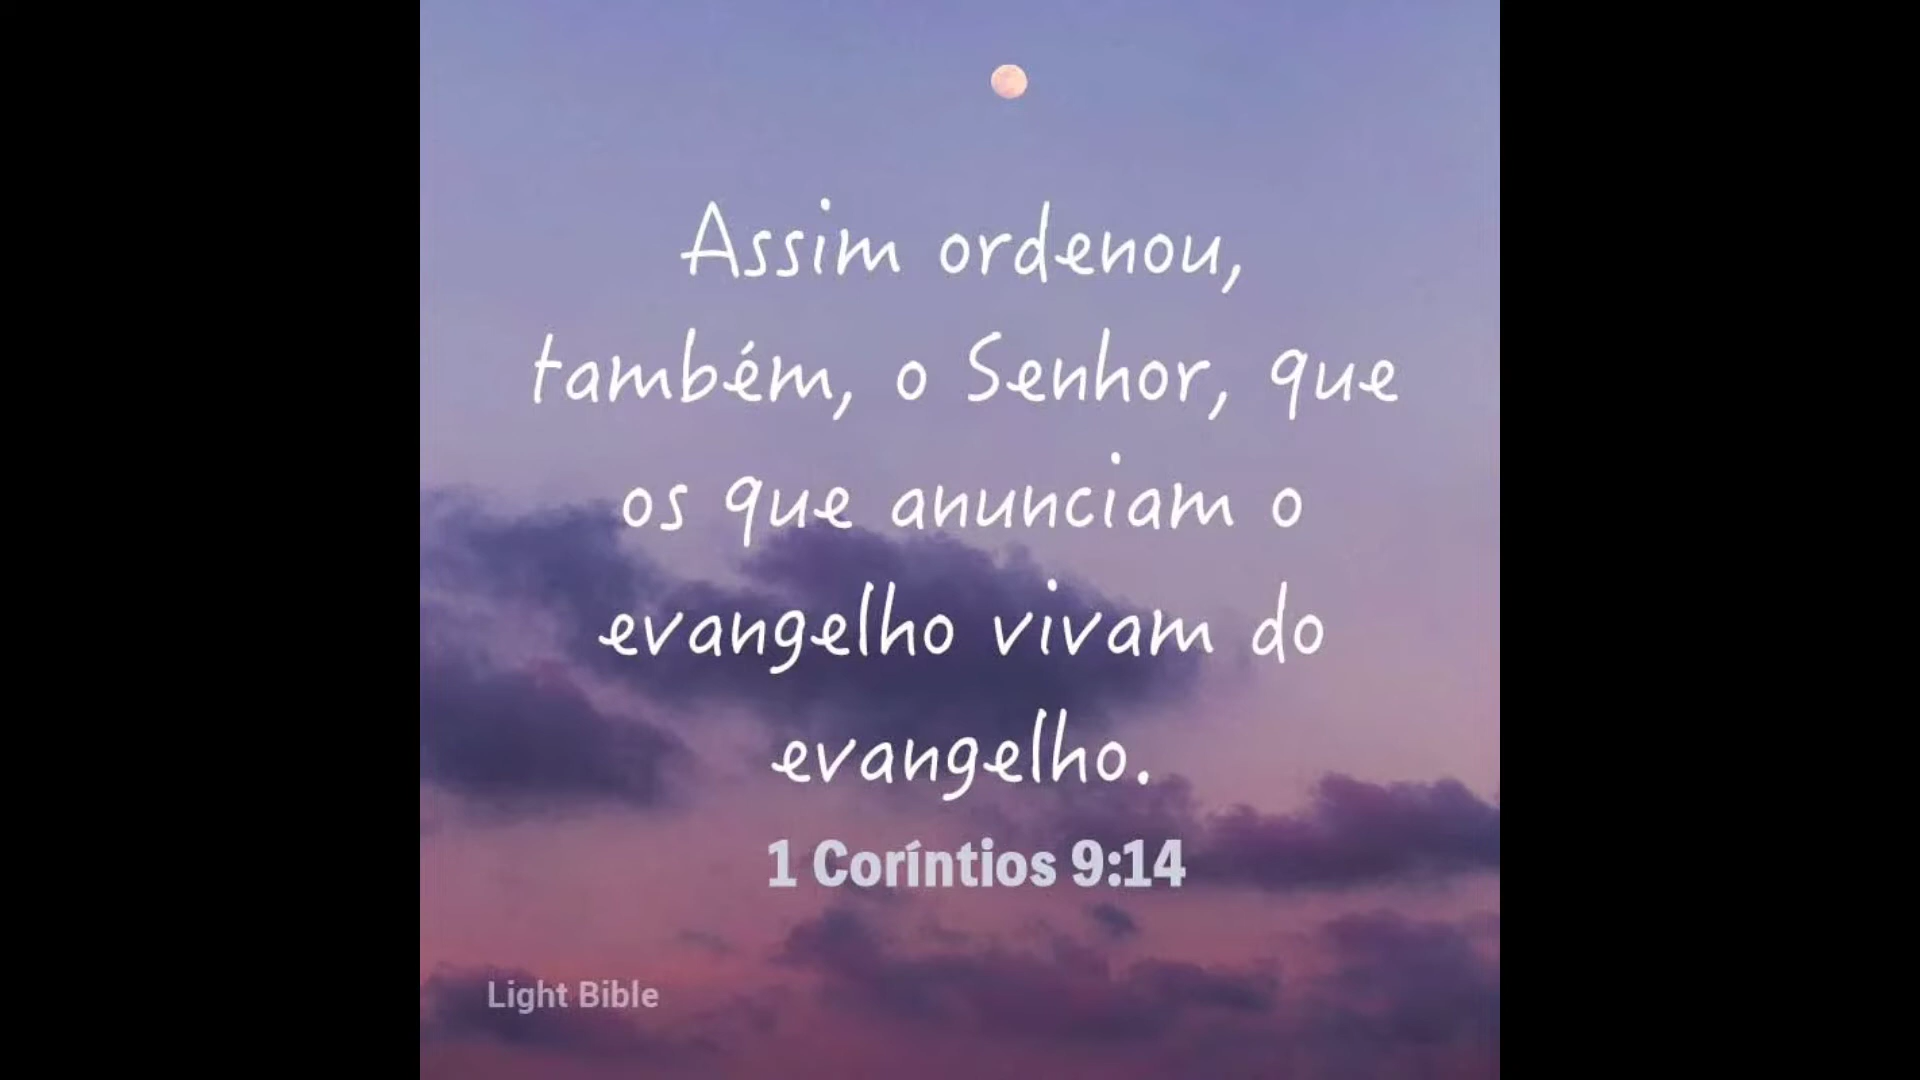 Assim ordenou,
também, o Senhor, que
os que anunciam o
evangelho vivam do
evangelho.
1 Coríntios 9:14
Light Bible